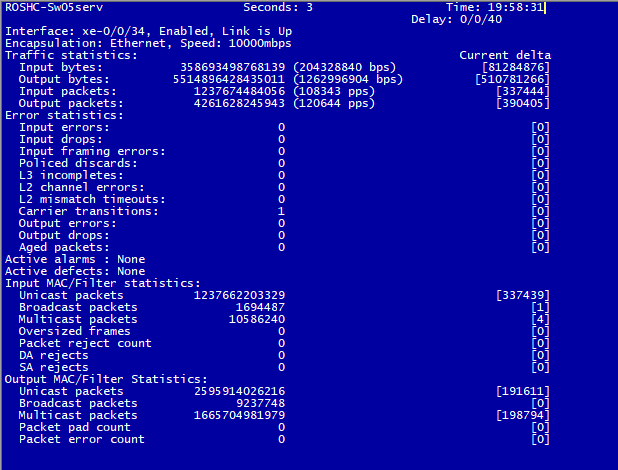 ROSHC-Sw05serv Seconds: 3 Time: 19:58:31
Delay: 0/0/40
Interface: xe-0/0/34, Enabled, Link is Up
Encapsulation: Ethernet, Speed: 10000mbps
Traffic statistics: Current delta
Input bytes: 358693498768139 (204328840 bps) [81284876]
Output bytes: 5514896428435011 (1262996904 bps) [510781266]
Input packets: 1237674484056 (108343 pps) [337444]
Output packets: 4261628245943 (120644 pps) [390405]
Error statistics:
Input errors: 0 [0]
Input drops: 0 [0]
Input framing errors: 0 [0]
Policed discards: 0 [0]
L3 incompletes: 0 [0]
L2 channel errors: 0 [0]
L2 mismatch timeouts: 0 [0]
Carrier transitions: 1 [0]
Output errors: 0 [0]
Output drops: 0 [0]
Aged packets: 0 [0]
Active alarms : None
Active defects: None
Input MAC/Filter statistics:
Unicast packets 1237662203329 [337439]
Broadcast packets 1694487 [1]
Multicast packets 10586240 [4]
Oversized frames 0 [0]
Packet reject count 0 [0]
DA rejects 0 [0]
SA rejects 0 [0]
Output MAC/Filter Statistics:
Unicast packets 2595914026216 [191611]
Broadcast packets 9237748 [0]
Multicast packets 1665704981979 [198794]
Packet pad count 0 [0]
Packet error count 0 [0]